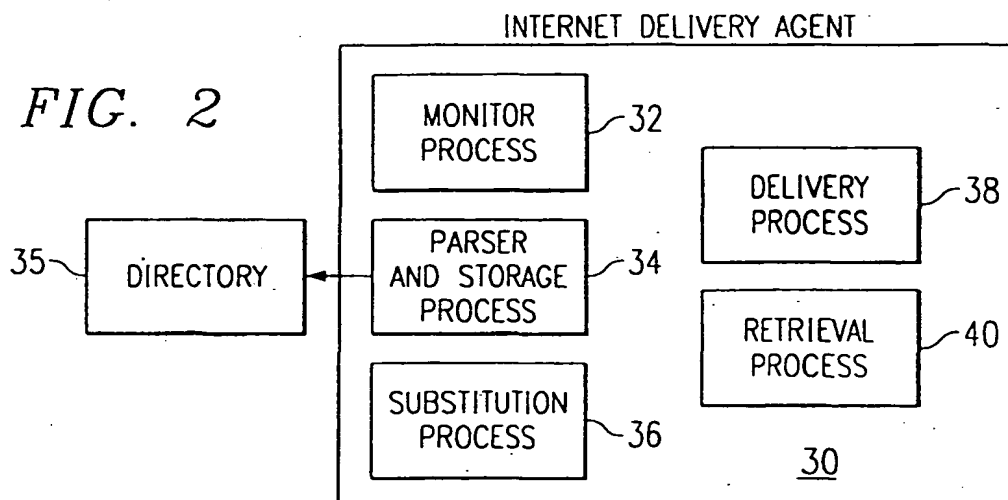 INTERNET DELIVERY AGENT
FIG. 2
MONITOR
PROCESS
32
DELIVERY
PROCESS
38
35
DIRECTORY
PARSER
AND STORAGE
PROCESS
34
RETRIEVAL
PROCESS
40
SUBSTITUTION
PROCESS
36
30